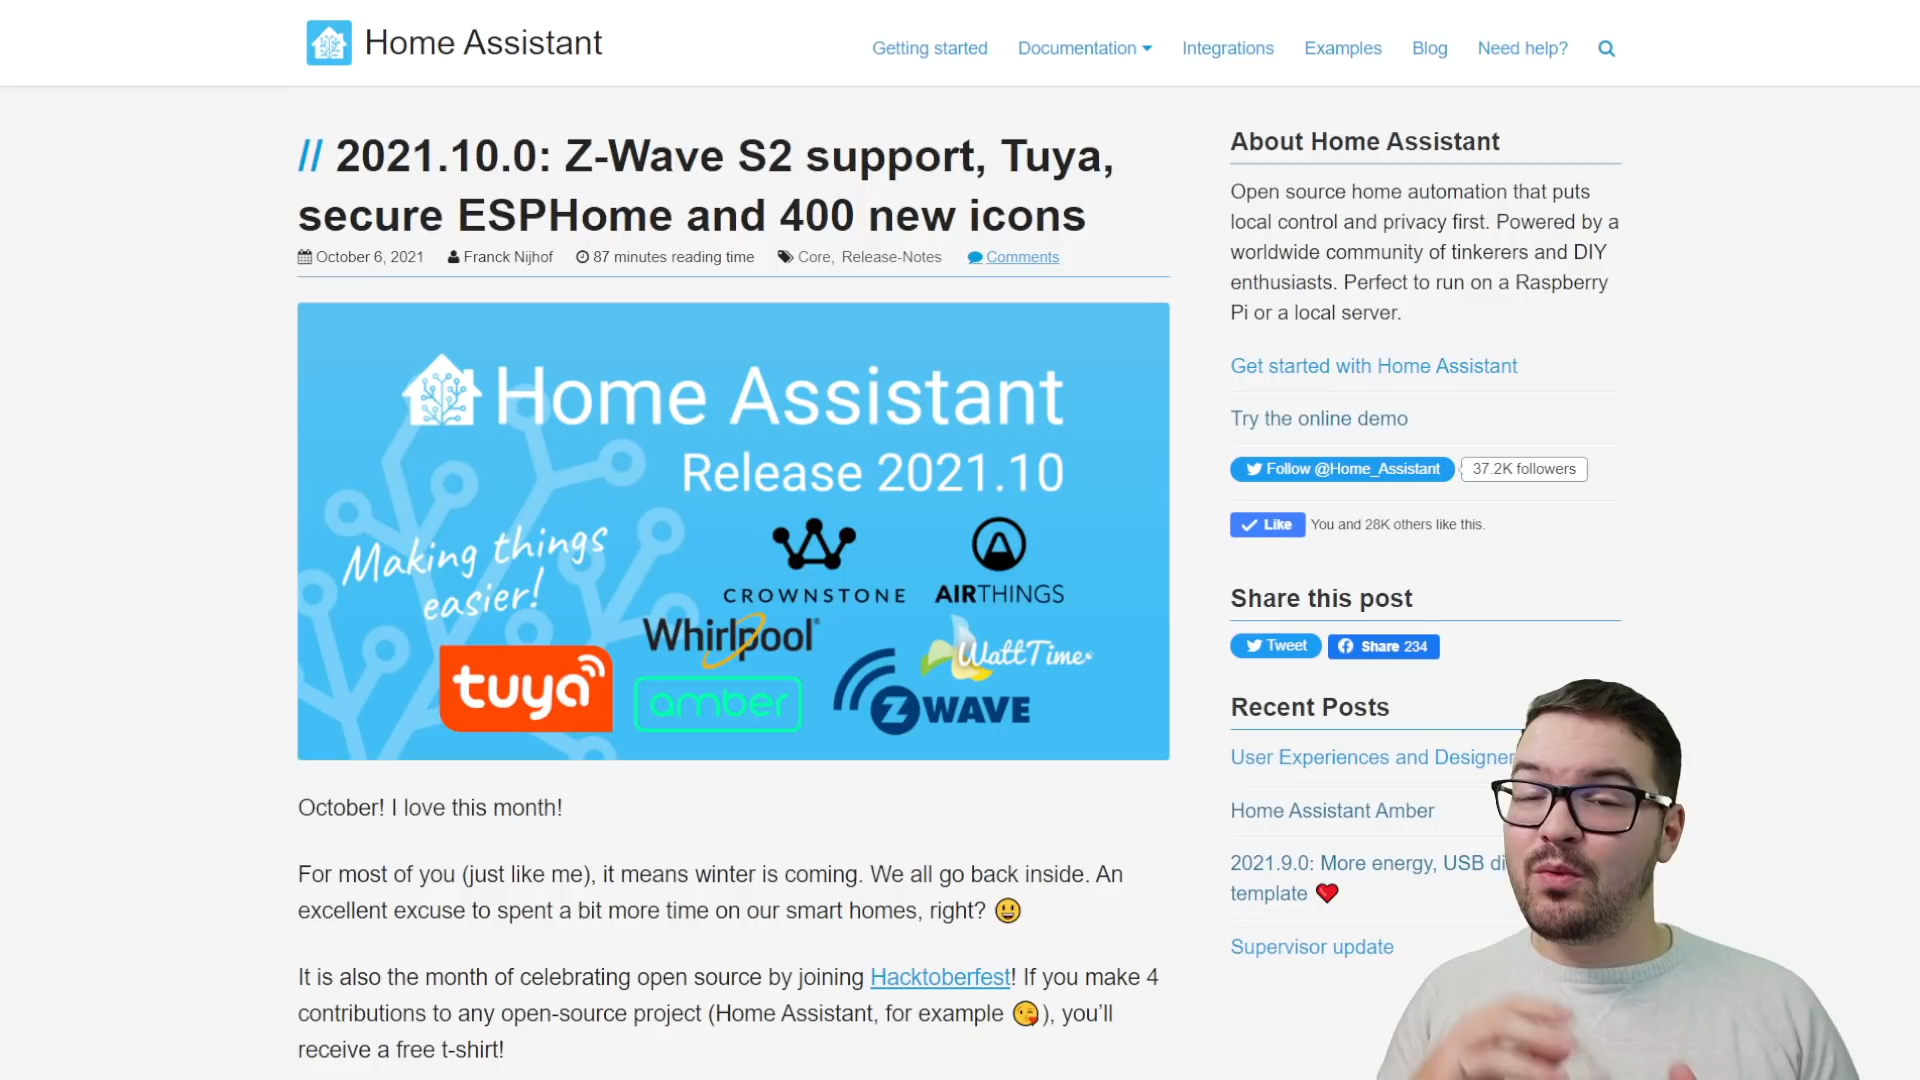 Home Assistant
Getting started
Documentation
Integrations
Examples
Blog
Need help?
// 2021.10.0: Z-Wave S2 support, Tuya,
secure ESPHome and 400 new icons
October 6, 2021
Franck Nijhof
87 minutes reading time
Core, Release-Notes
Comments
Home Assistant
Release 2021.10
Making things
easier!
CROWNSTONE
AIRTHINGS
Whirlpool
WattTime
tuya
amber
Z WAVE
October! I love this month!
For most of you (just like me), it means winter is coming. We all go back inside. An
excellent excuse to spent a bit more time on our smart homes, right? 😃
It is also the month of celebrating open source by joining Hacktoberfest! If you make 4
contributions to any open-source project (Home Assistant, for example 😘), you’ll
receive a free t-shirt!
About Home Assistant
Open source home automation that puts
local control and privacy first. Powered by a
worldwide community of tinkerers and DIY
enthusiasts. Perfect to run on a Raspberry
Pi or a local server.
Get started with Home Assistant
Try the online demo
Follow @Home_Assistant
37.2K followers
Like
You and 28K others like this.
Share this post
Tweet
Share 234
Recent Posts
User Experiences and Designer
Home Assistant Amber
2021.9.0: More energy, USB di
template ❤️
Supervisor update